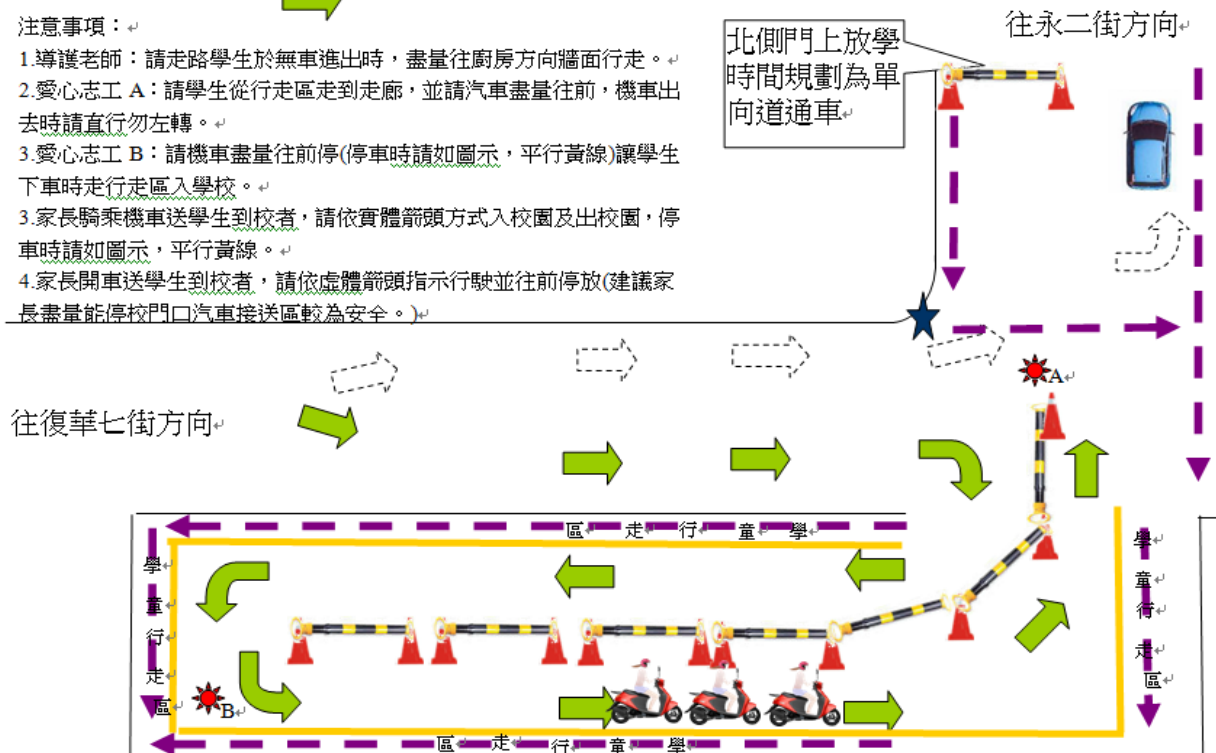 注意事項：
1.導護老師：請走路學生於無車進出時，盡量往廚房方向牆面行走。
2.愛心志工 A：請學生從行走區走到走廊，並請汽車盡量往前，機車出
去時請直行勿左轉。
3.愛心志工 B：請機車盡量往前停(停車時請如圖示，平行黃線)讓學生
下車時走行走區入學校。
3.家長騎乘機車送學生到校者，請依實體箭頭方式入校園及出校園，停
車時請如圖示，平行黃線。
4.家長開車送學生到校者，請依虛體箭頭指示行駛並往前停放(建議家
長盡量能停校門口汽車接送區較為安全。)
北側門上放學
時間規劃為單
向道通車
往永二街方向
A
往復華七街方向
學童行走區
學童行走區
學童行走區
B
學童行走區